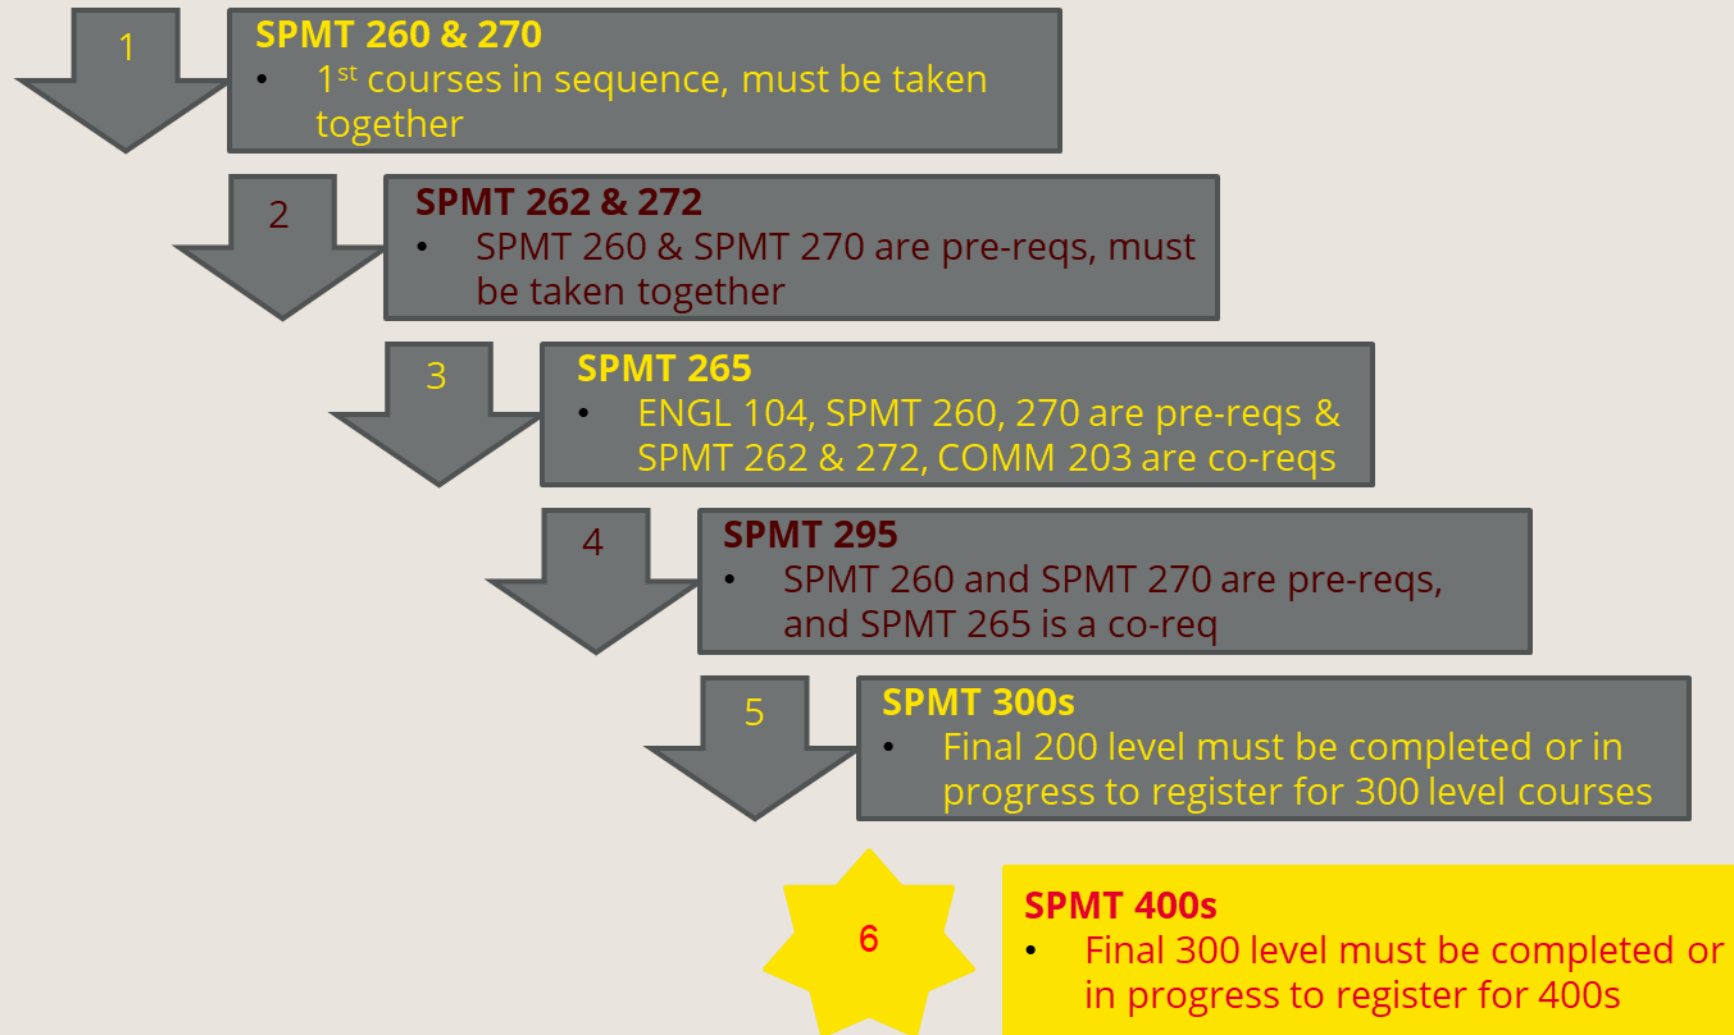 1
SPMT 260 & 270
• 1st courses in sequence, must be taken
together
2
SPMT 262 & 272
• SPMT 260 & SPMT 270 are pre-reqs, must
be taken together
3
SPMT 265
• ENGL 104, SPMT 260, 270 are pre-reqs &
SPMT 262 & 272, COMM 203 are co-reqs
4
SPMT 295
• SPMT 260 and SPMT 270 are pre-reqs,
and SPMT 265 is a co-req
5
SPMT 300s
• Final 200 level must be completed or in
progress to register for 300 level courses
6
SPMT 400s
• Final 300 level must be completed or
in progress to register for 400s